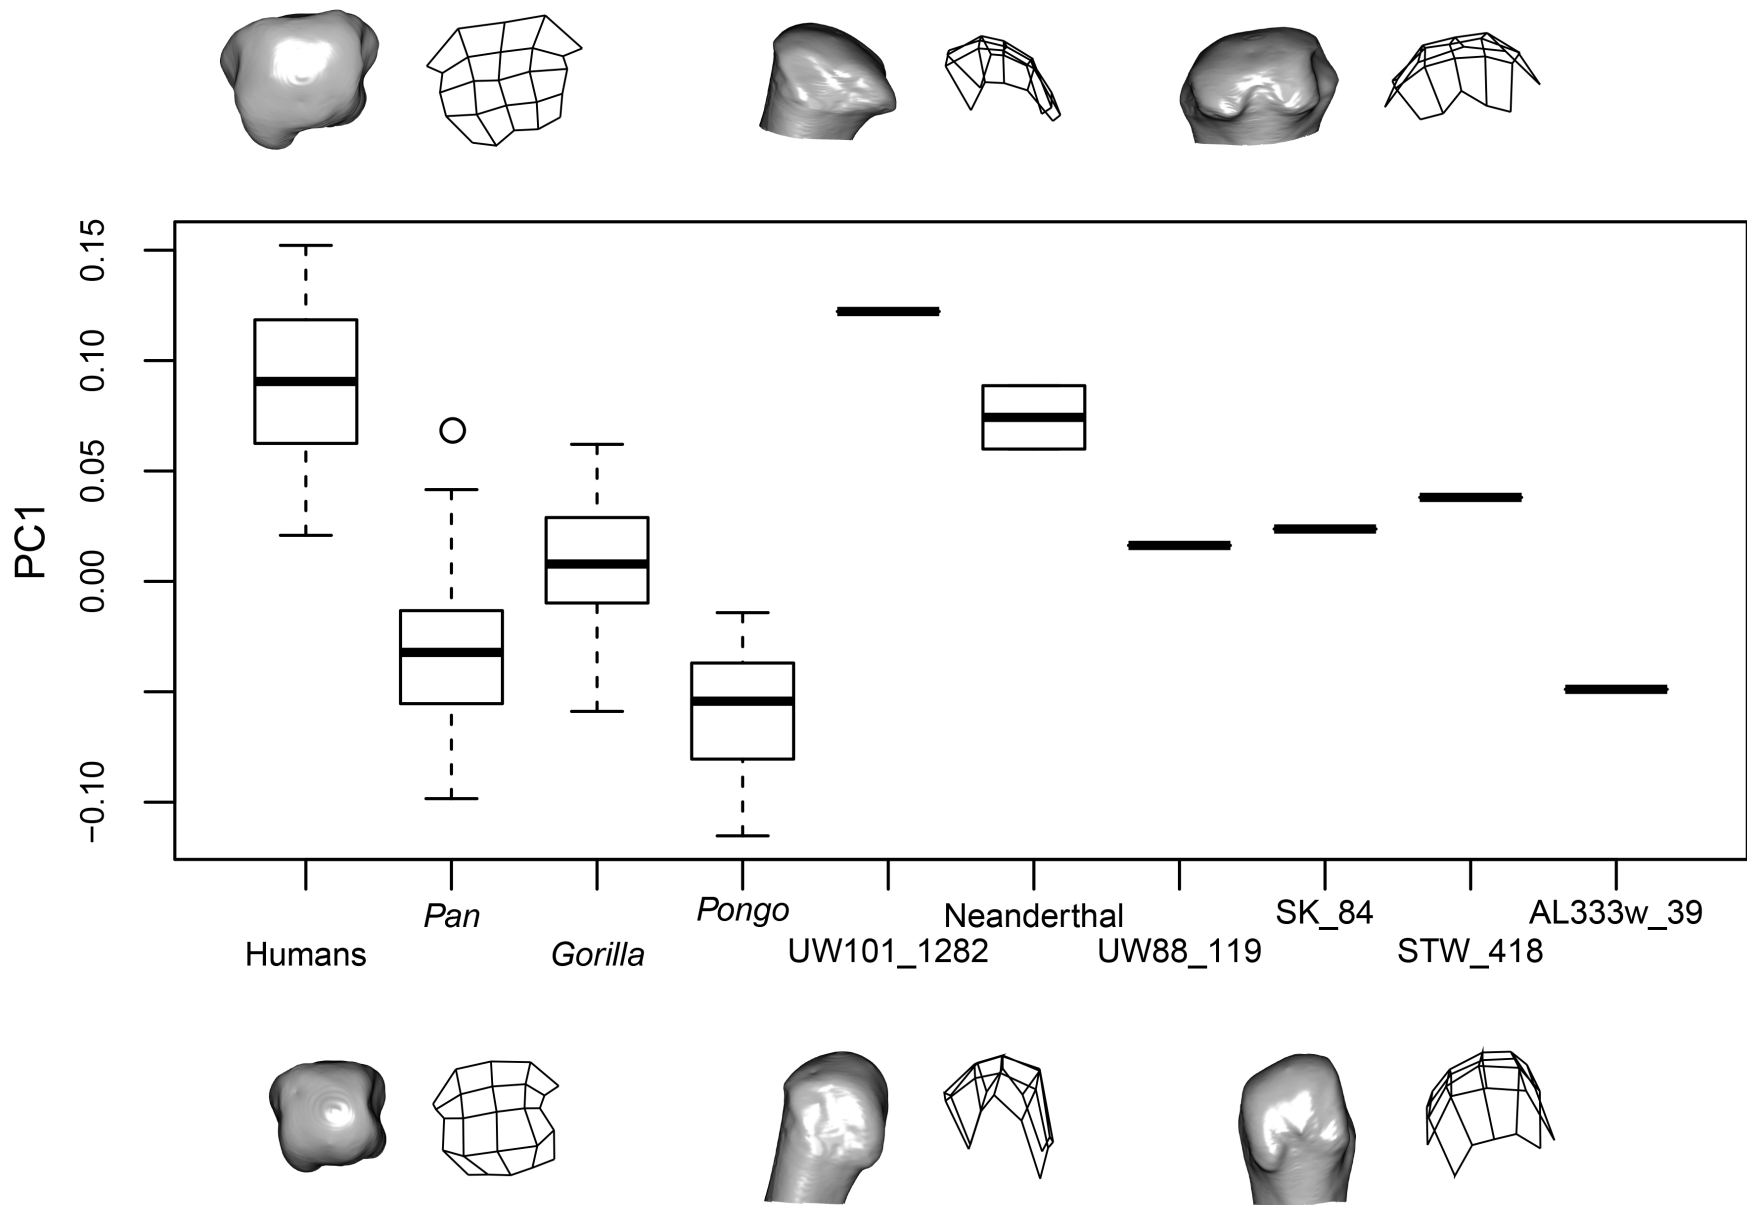 PC1
0.15
0.10
0.05
0.00
−0.10
Humans
Pan
Gorilla
Pongo
UW101_1282
Neanderthal
UW88_119
SK_84
STW_418
AL333w_39